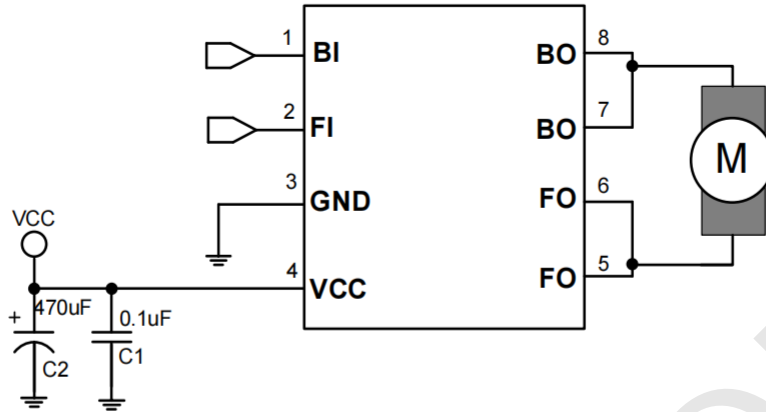 1 BI BO 8
2 FI BO 7
3 GND FO 6
4 VCC FO 5
M
VCC
+ 470uF 0.1uF
C2 C1